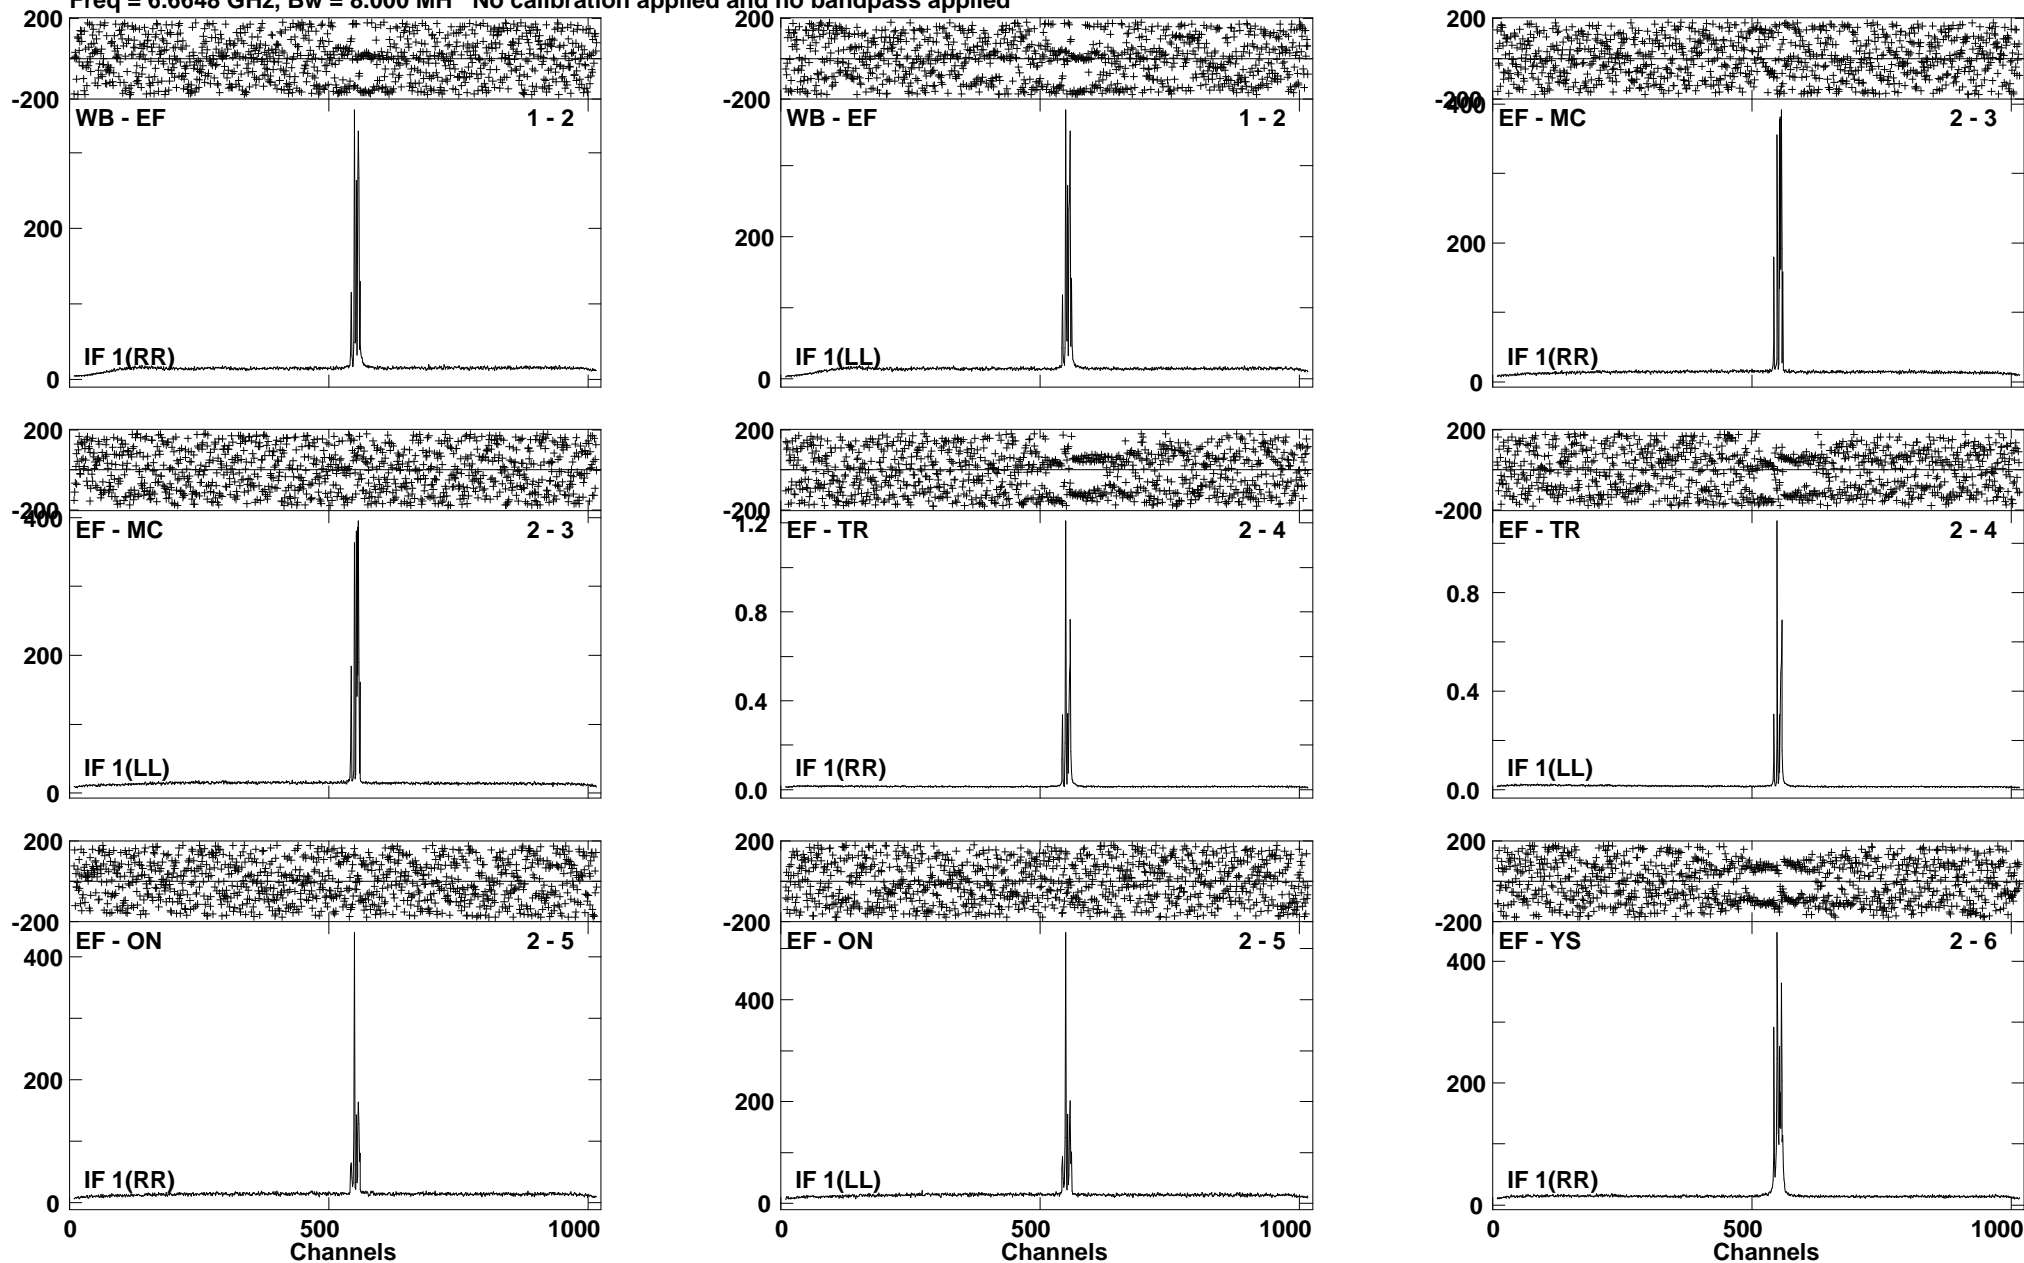 Freq = 6.6648 GHz, Bw = 8.000 MH   No calibration applied and no bandpass applied
200
-200
WB - EF 1 - 2
200
0
IF 1(RR)
200
-200
WB - EF 1 - 2
200
0
IF 1(LL)
200
-200
400
EF - MC 2 - 3
200
0
IF 1(RR)
200
-200
400
EF - MC 2 - 3
200
0
IF 1(LL)
200
-200
1.2
EF - TR 2 - 4
0.8
0.4
0.0
IF 1(RR)
200
-200
EF - TR 2 - 4
0.8
0.4
0.0
IF 1(LL)
200
-200
EF - ON 2 - 5
400
200
0
IF 1(RR)
0 500 1000
Channels
200
-200
EF - ON 2 - 5
400
200
0
IF 1(LL)
0 500 1000
Channels
200
-200
EF - YS 2 - 6
400
200
0
IF 1(RR)
0 500 1000
Channels